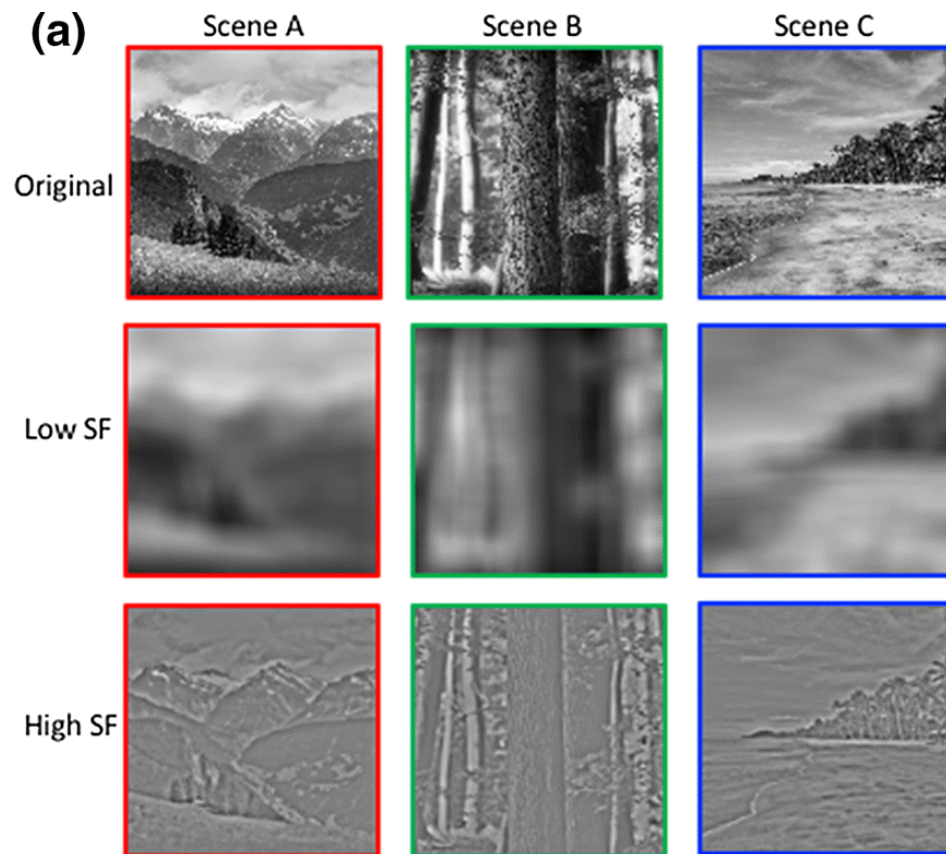 (a)
Scene A
Scene B
Scene C
Original
Low SF
High SF